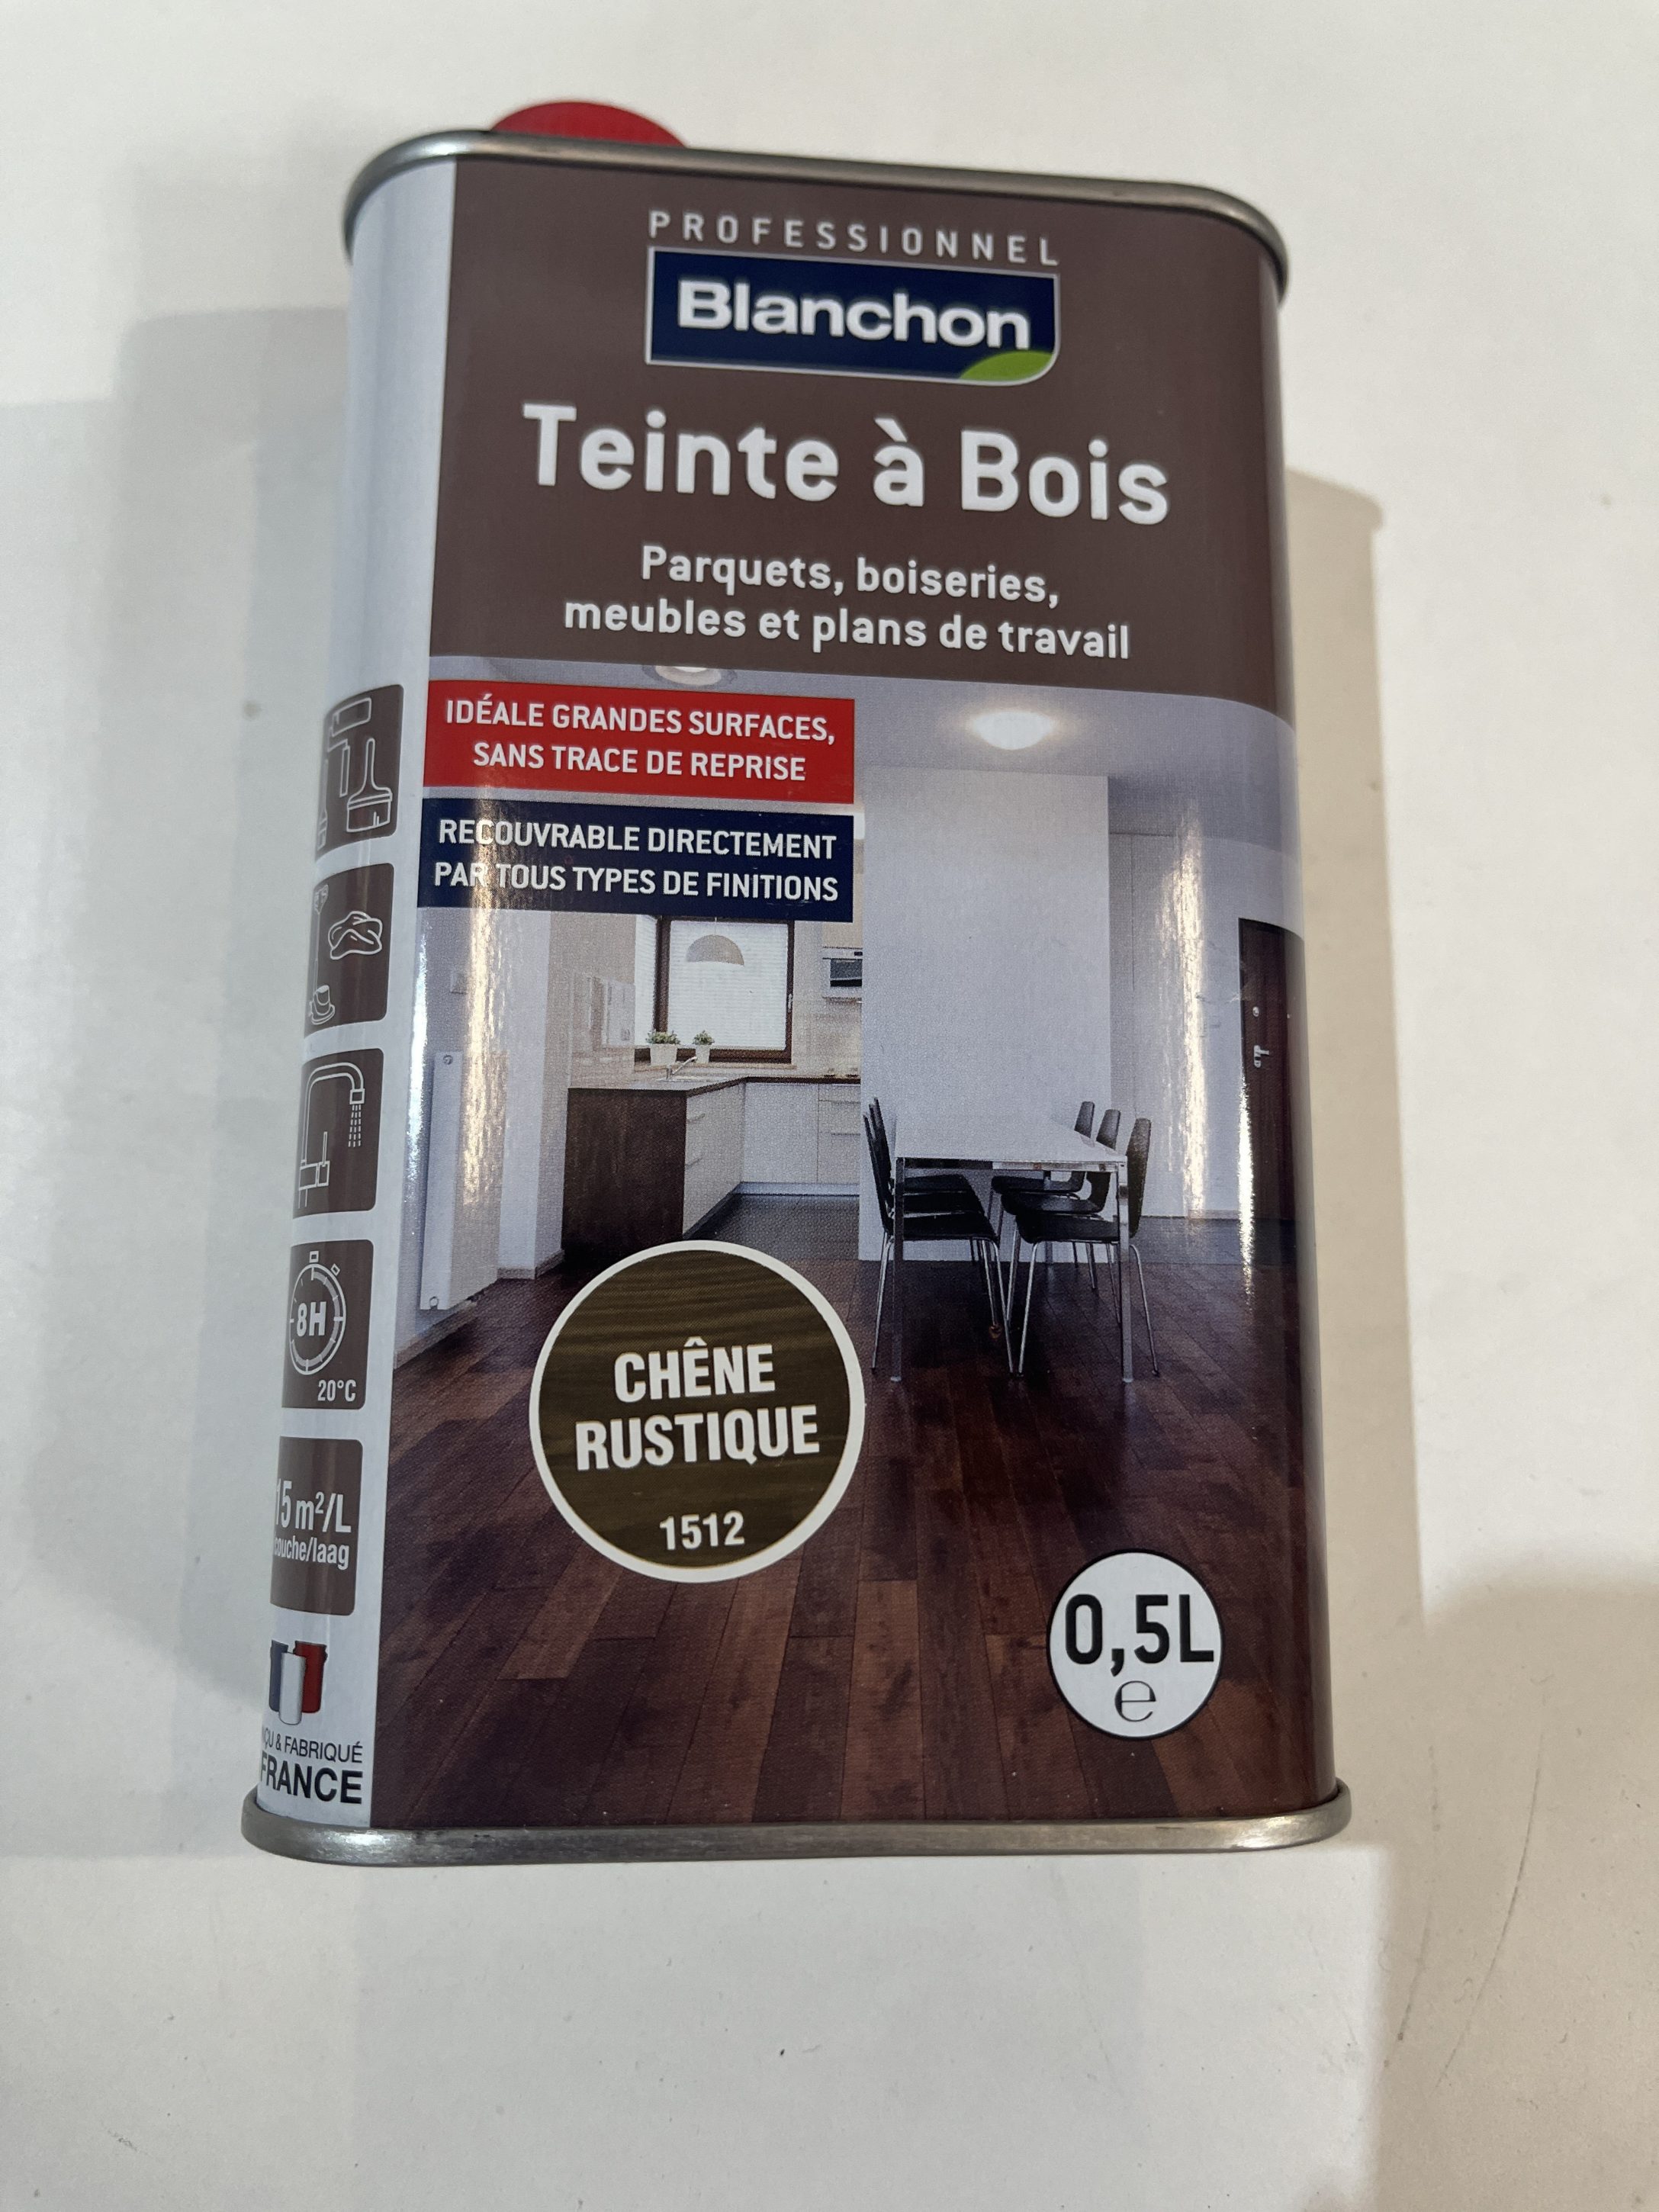 PROFESSIONNEL
Blanchon
Teinte à Bois
Parquets, boiseries,
meubles et plans de travail
IDÉALE GRANDES SURFACES,
SANS TRACE DE REPRISE
RECOUVRABLE DIRECTEMENT
PAR TOUS TYPES DE FINITIONS
8H
20°C
15 m²/L
couche/laag
& FABRIQUÉ
FRANCE
CHÊNE
RUSTIQUE
1512
0,5L
e